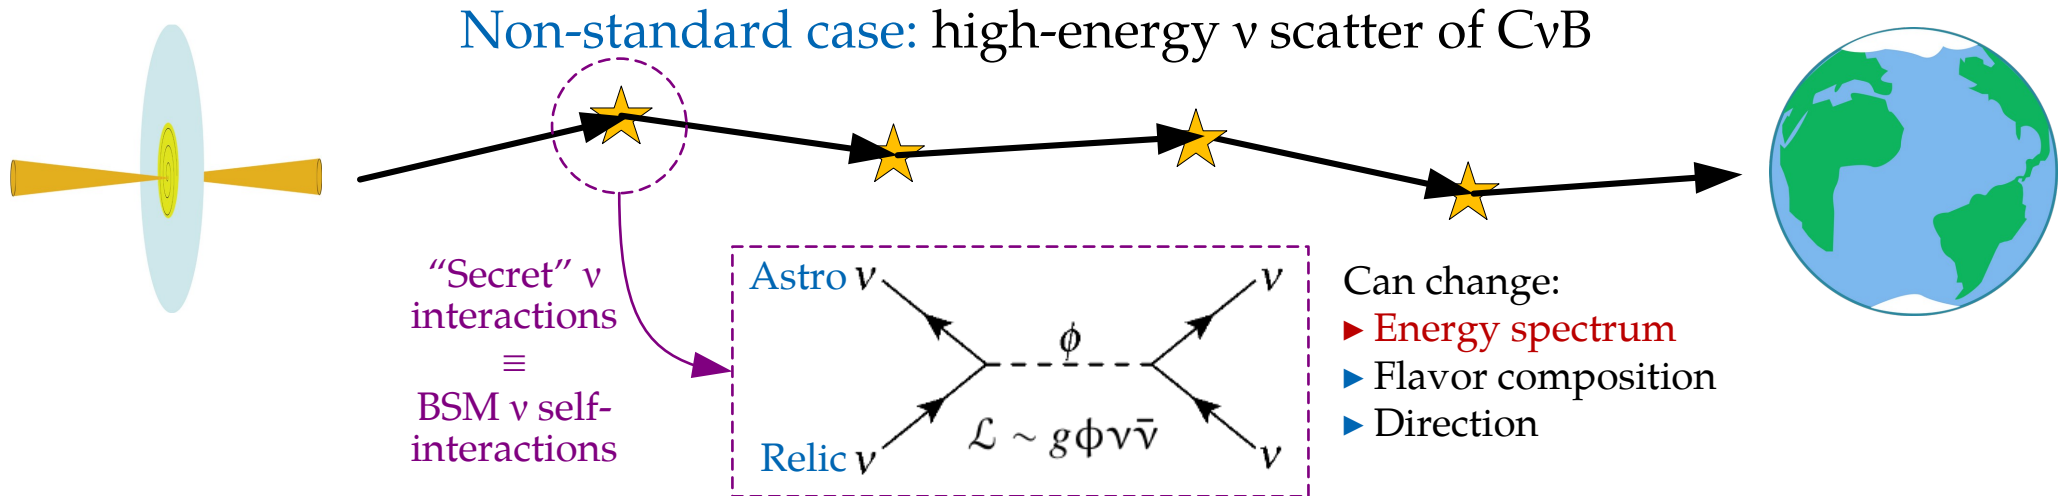 Non-standard case: high-energy ν scatter of CνB
“Secret” ν
interactions
≡
BSM ν self-
interactions
Astro ν
ν
ϕ
ℒ ~ gϕνν̄
Relic ν
ν
Can change:
▸ Energy spectrum
▸ Flavor composition
▸ Direction